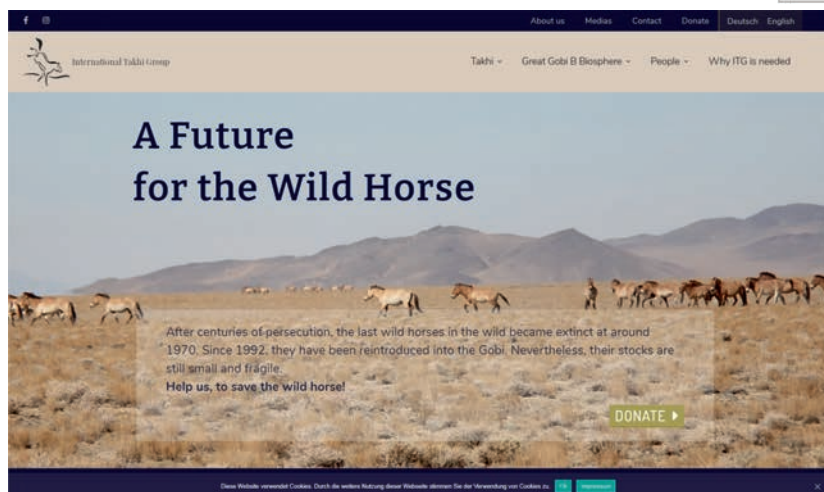 About us Medias Contact Donate Deutsch English
International Takhi Group
Takhi Great Gobi B Biosphere People Why ITG is needed
A Future
for the Wild Horse
After centuries of persecution, the last wild horses in the wild became extinct at around
1970. Since 1992, they have been reintroduced into the Gobi. Nevertheless, their stocks are
still small and fragile.
Help us, to save the wild horse!
DONATE
Diese Website verwendet Cookies. Durch die weitere Nutzung dieser Webseite stimmen Sie der Verwendung von Cookies zu. Ok Impressum